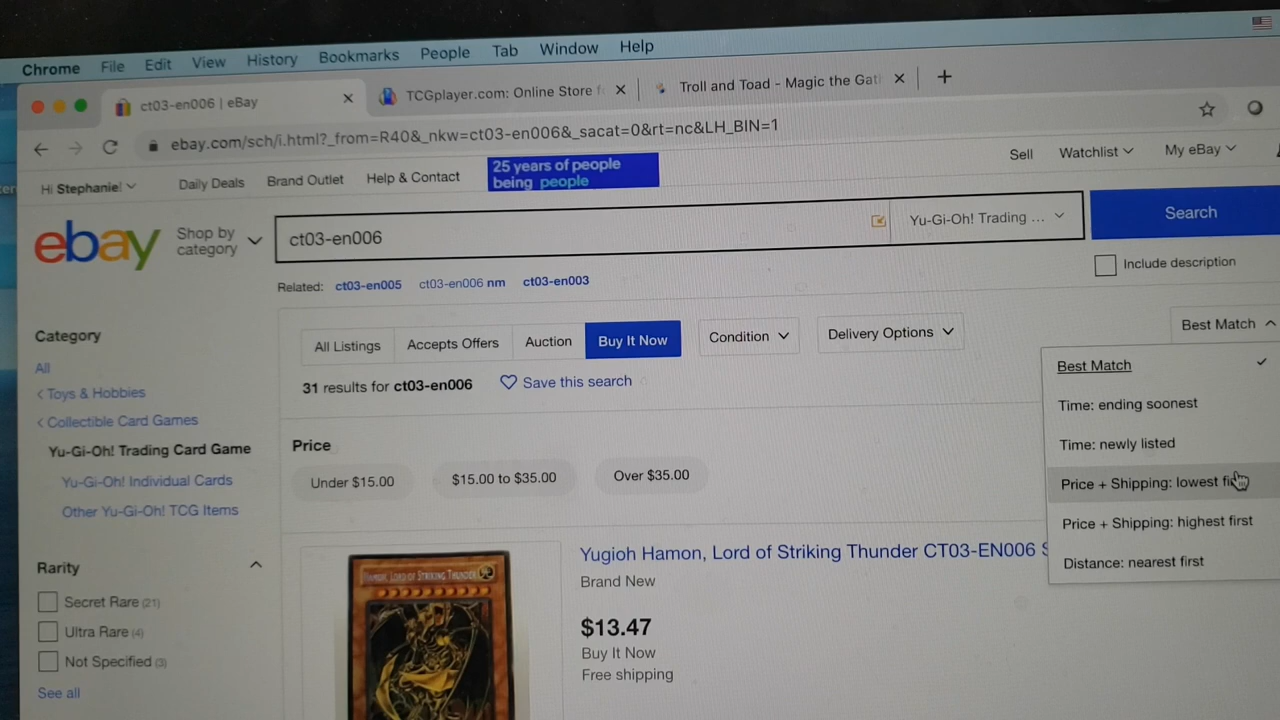 Chrome File Edit View History Bookmarks People Tab Window Help
ct03-en006 | eBay
TCGplayer.com: Online Store f
Troll and Toad - Magic the Gat
ebay.com/sch/i.html?_from=R40&_nkw=ct03-en006&_sacat=0&rt=nc&LH_BIN=1
Hi Stephanie! Daily Deals Brand Outlet Help & Contact
25 years of people
being people
Sell Watchlist My eBay
ebay
Shop by
category
ct03-en006
Yu-Gi-Oh! Trading ...
Search
Include description
Related: ct03-en005 ct03-en006 nm ct03-en003
Category
All
< Toys & Hobbies
< Collectible Card Games
Yu-Gi-Oh! Trading Card Game
Yu-Gi-Oh! Individual Cards
Other Yu-Gi-Oh! TCG Items
Rarity
Secret Rare (21)
Ultra Rare (4)
Not Specified (3)
See all
All Listings Accepts Offers Auction Buy It Now Condition Delivery Options
Best Match
31 results for ct03-en006 Save this search
Price
Under $15.00 $15.00 to $35.00 Over $35.00
Best Match
Time: ending soonest
Time: newly listed
Price + Shipping: lowest fi
Price + Shipping: highest first
Distance: nearest first
HAMON, LORD OF STRIKING THUNDER
Yugioh Hamon, Lord of Striking Thunder CT03-EN006 S
Brand New
$13.47
Buy It Now
Free shipping